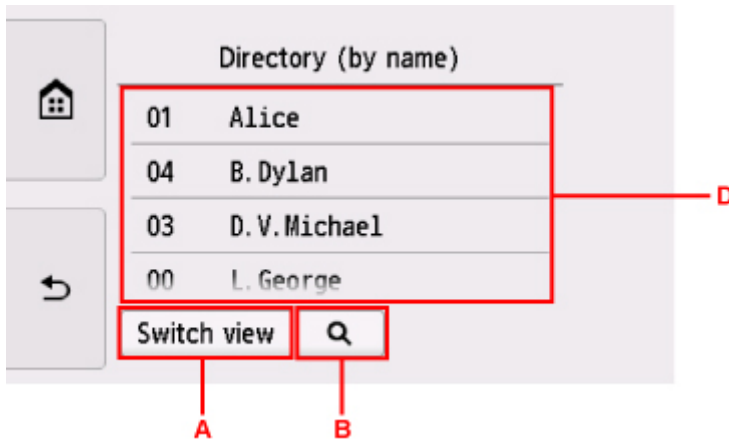 Directory (by name)
01 Alice
04 B.Dylan
03 D.V.Michael
00 L.George
D
Switch view
A B